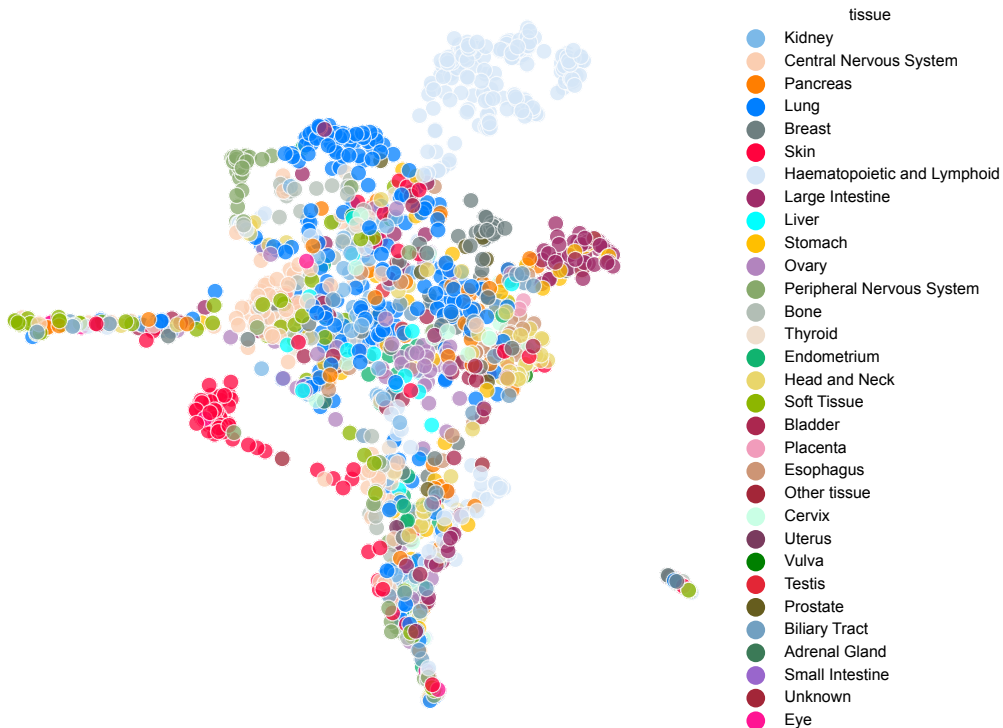 tissue
Kidney
Central Nervous System
Pancreas
Lung
Breast
Skin
Haematopoietic and Lymphoid
Large Intestine
Liver
Stomach
Ovary
Peripheral Nervous System
Bone
Thyroid
Endometrium
Head and Neck
Soft Tissue
Bladder
Placenta
Esophagus
Other tissue
Cervix
Uterus
Vulva
Testis
Prostate
Biliary Tract
Adrenal Gland
Small Intestine
Unknown
Eye